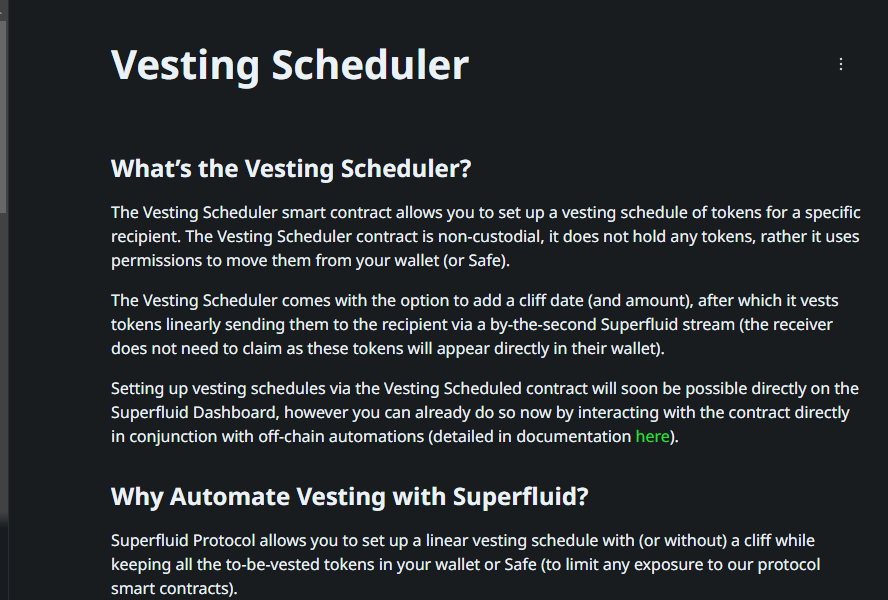 Vesting Scheduler
What’s the Vesting Scheduler?
The Vesting Scheduler smart contract allows you to set up a vesting schedule of tokens for a specific
recipient. The Vesting Scheduler contract is non-custodial, it does not hold any tokens, rather it uses
permissions to move them from your wallet (or Safe).
The Vesting Scheduler comes with the option to add a cliff date (and amount), after which it vests
tokens linearly sending them to the recipient via a by-the-second Superfluid stream (the receiver
does not need to claim as these tokens will appear directly in their wallet).
Setting up vesting schedules via the Vesting Scheduled contract will soon be possible directly on the
Superfluid Dashboard, however you can already do so now by interacting with the contract directly
in conjunction with off-chain automations (detailed in documentation here).
Why Automate Vesting with Superfluid?
Superfluid Protocol allows you to set up a linear vesting schedule with (or without) a cliff while
keeping all the to-be-vested tokens in your wallet or Safe (to limit any exposure to our protocol
smart contracts).